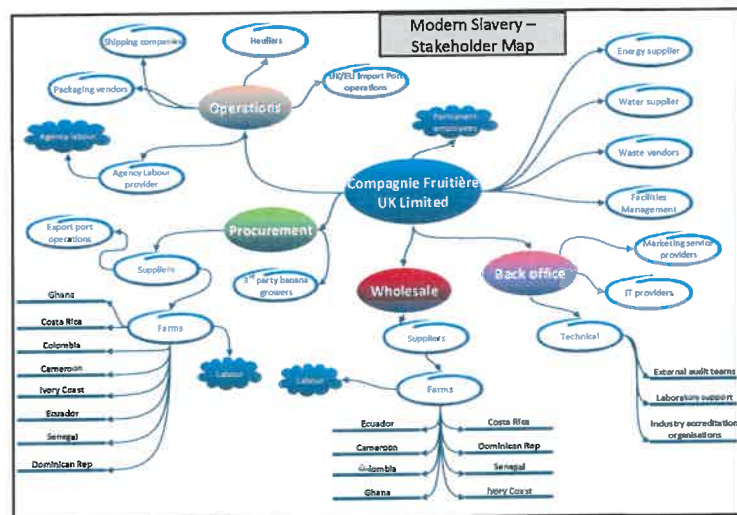 Modern Slavery –
Stakeholder Map
Shipping companies
Hauliers
Energy supplier
Packaging vendors
Operations
UK/EU Import Port
operations
Water supplier
Agency labour
Permanent
employees
Waste vendors
Agency Labour
provider
Compagnie Fruitière
UK Limited
Facilities
Management
Export port
operations
Procurement
Marketing service
providers
Suppliers
3rd party banana
growers
Wholesale
Back office
IT providers
Ghana
Costa Rica
Colombia
Cameroon
Ivory Coast
Ecuador
Senegal
Dominican Rep
Farms
Labour
Suppliers
Technical
Labour
Farms
External audit teams
Laboratory support
Industry accreditation
organisations
Ecuador
Cameroon
Colombia
Ghana
Costa Rica
Dominican Rep
Senegal
Ivory Coast